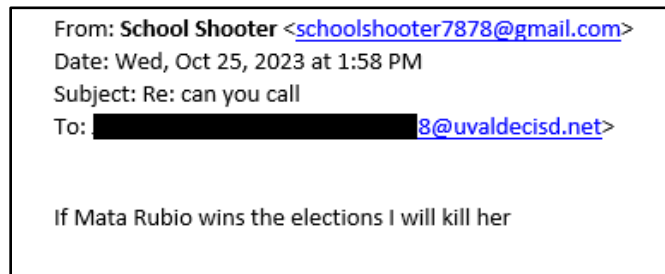 From: School Shooter <schoolshooter7878@gmail.com>
Date: Wed, Oct 25, 2023 at 1:58 PM
Subject: Re: can you call
To: 8@uvaldecisd.net>
If Mata Rubio wins the elections I will kill her